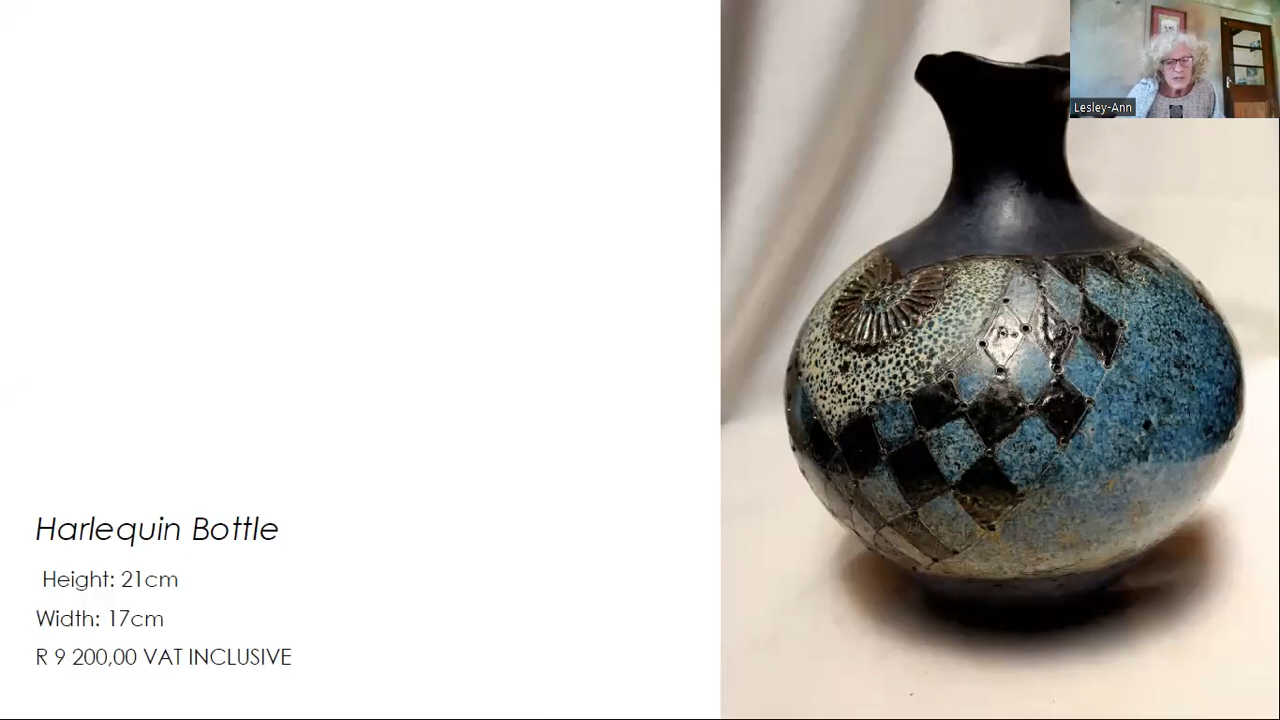 Lesley-Ann
Harlequin Bottle
Height: 21cm
Width: 17cm
R 9 200,00 VAT INCLUSIVE